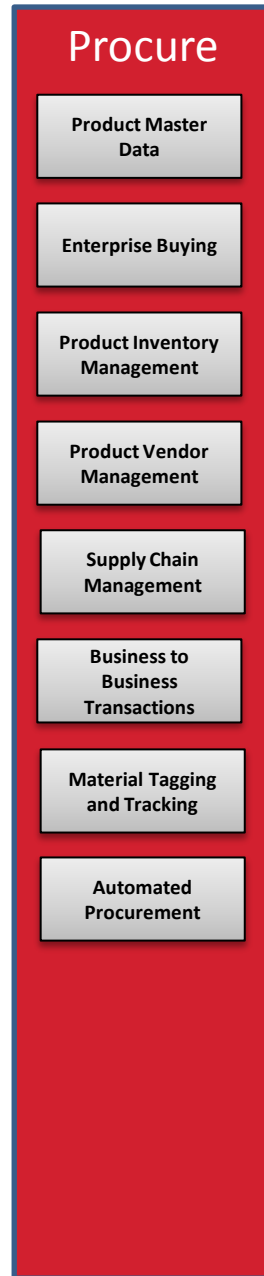 Procure
Product Master
Data
Enterprise Buying
Product Inventory
Management
Product Vendor
Management
Supply Chain
Management
Business to
Business
Transactions
Material Tagging
and Tracking
Automated
Procurement